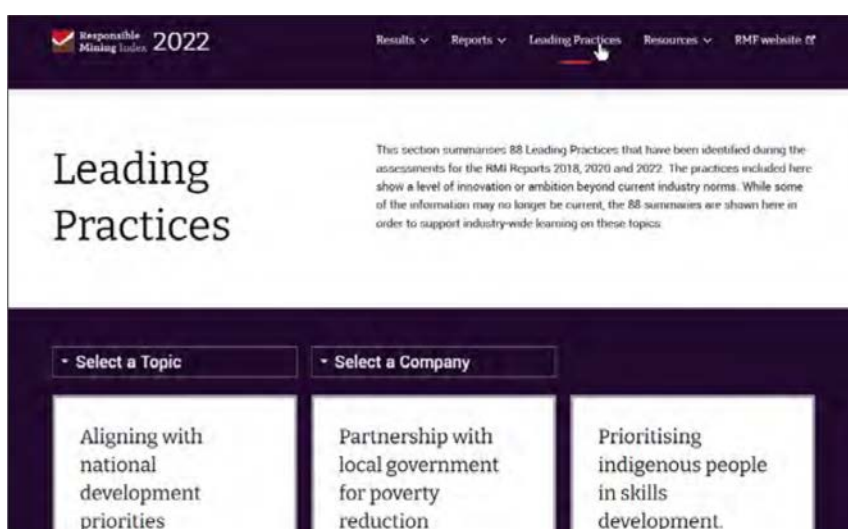 Responsible
Mining Index 2022
Results Reports Leading Practices Resources RMF website
Leading
Practices
This section summarises 88 Leading Practices that have been identified during the
assessments for the RMI Reports 2018, 2020 and 2022. The practices included here
show a level of innovation or ambition beyond current industry norms. While some
of the information may no longer be current, the 88 summaries are shown here in
order to support industry-wide learning on these topics.
Select a Topic
Select a Company
Aligning with
national
development
priorities
Partnership with
local government
for poverty
reduction
Prioritising
indigenous people
in skills
development.